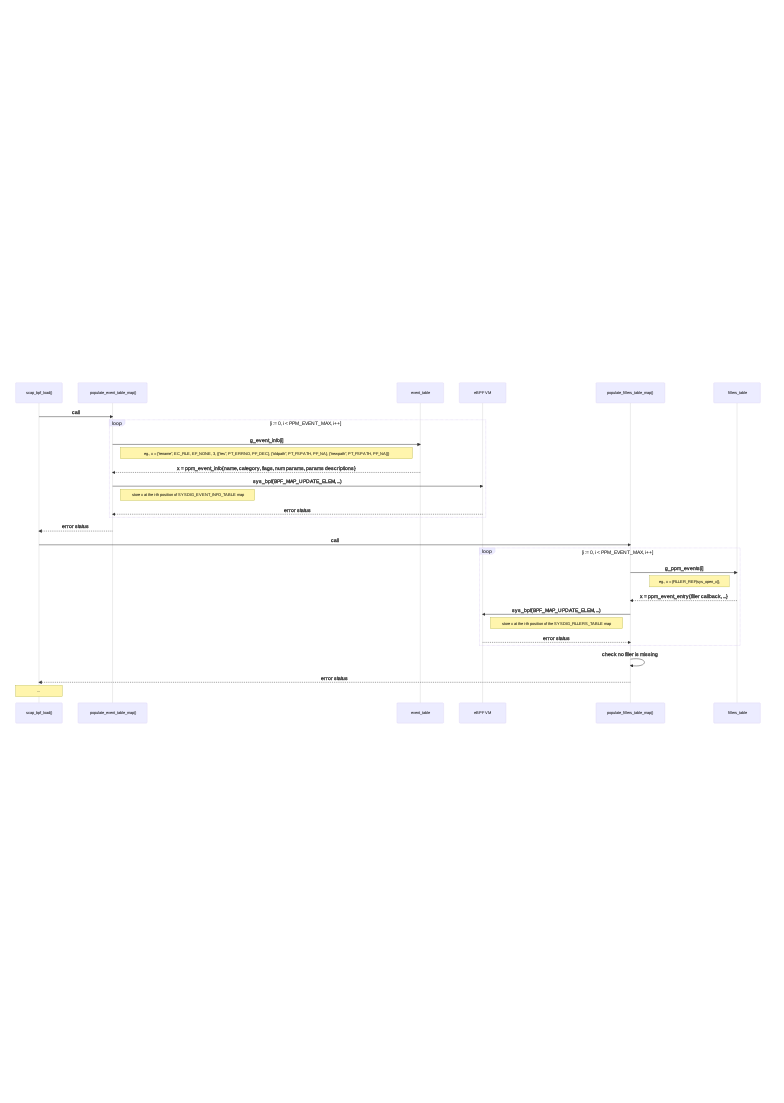 scap_bpf_load() populate_event_table_map() event_table eBPF VM populate_fillers_table_map() fillers_table
call
loop [i := 0, i < PPM_EVENT_MAX, i++]
g_event_info[i]
eg., x = {"rename", EC_FILE, EF_NONE, 3, {{"res", PT_ERRNO, PF_DEC}, {"oldpath", PT_FSPATH, PF_NA}, {"newpath", PT_FSPATH, PF_NA}}}
x = ppm_event_info{name, category, flags, num params, params descriptions}
sys_bpf(BPF_MAP_UPDATE_ELEM, ...)
store x at the i-th position of SYSDIG_EVENT_INFO_TABLE map
error status
error status
call
loop [i := 0, i < PPM_EVENT_MAX, i++]
g_ppm_events[i]
eg., x = {FILLER_REF(sys_open_x)},
x = ppm_event_entry{filler callback, ...}
sys_bpf(BPF_MAP_UPDATE_ELEM, ...)
store x at the i-th position of the SYSDIG_FILLERS_TABLE map
error status
check no filler is missing
error status
...
scap_bpf_load() populate_event_table_map() event_table eBPF VM populate_fillers_table_map() fillers_table